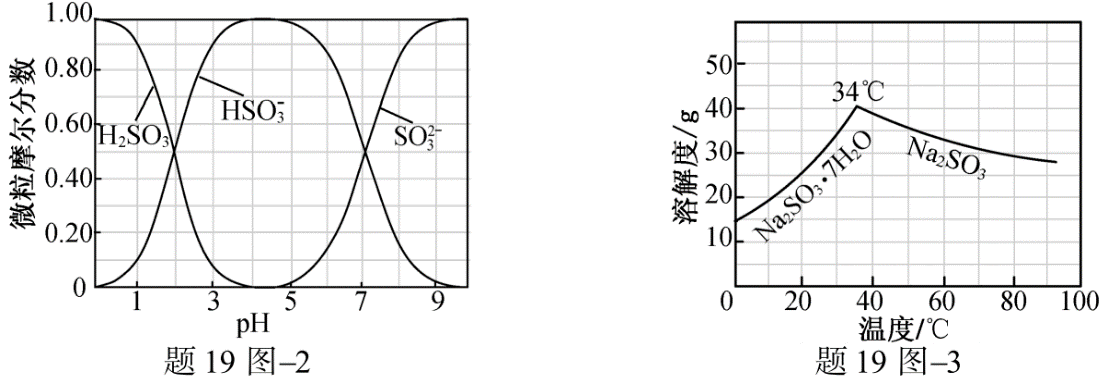 1.00
0.80
0.60
0.40
0.20
0
微粒摩尔分数
H₂SO₃
HSO₃⁻
SO₃²⁻
1 3 5 7 9
pH
题 19 图–2
50
40
30
20
10
溶解度/g
34℃
Na₂SO₃·7H₂O
Na₂SO₃
0 20 40 60 80 100
温度/℃
题 19 图–3